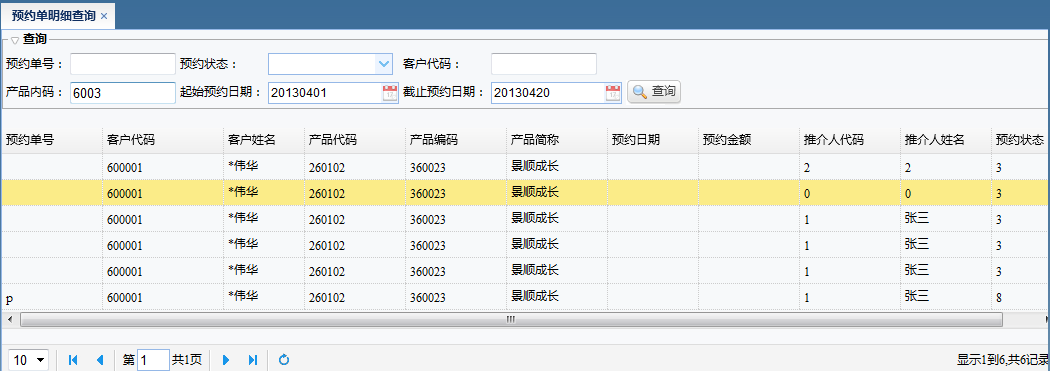 预约单明细查询 ×
查询
预约单号： 预约状态： 客户代码：
产品内码： 6003 起始预约日期： 20130401 截止预约日期： 20130420 查询
预约单号 客户代码 客户姓名 产品代码 产品编码 产品简称 预约日期 预约金额 推介人代码 推介人姓名 预约状态
600001 *伟华 260102 360023 景顺成长 2 2 3
600001 *伟华 260102 360023 景顺成长 0 0 3
600001 *伟华 260102 360023 景顺成长 1 张三 3
600001 *伟华 260102 360023 景顺成长 1 张三 3
600001 *伟华 260102 360023 景顺成长 1 张三 3
p 600001 *伟华 260102 360023 景顺成长 1 张三 8
10 第 1 共1页 显示1到6,共6记录